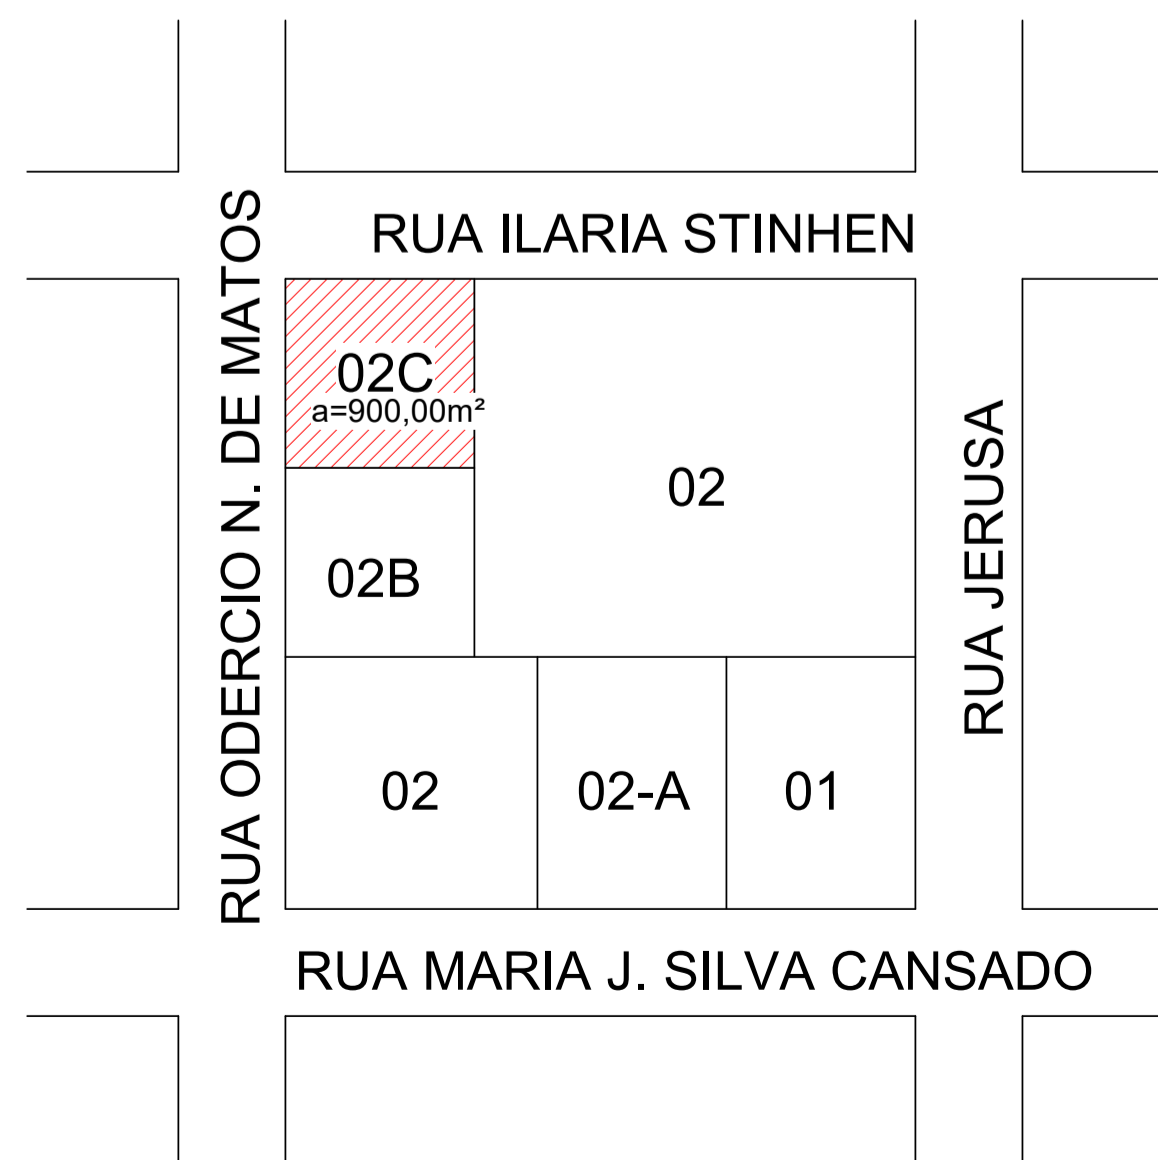 RUA ILARIA STINHEN
RUA ODERCIO N. DE MATOS
02C
a=900,00m²
02
RUA JERUSA
02B
02
02-A
01
RUA MARIA J. SILVA CANSADO